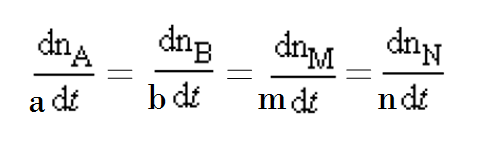 dn_A / a dt = dn_B / b dt = dn_M / m dt = dn_N / n dt